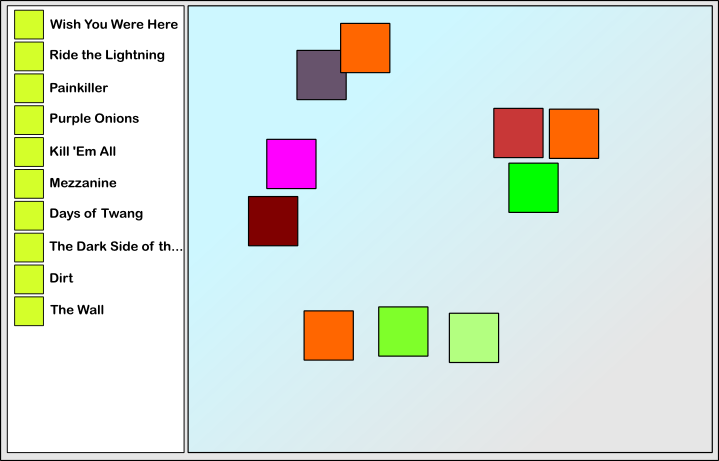 Wish You Were Here
Ride the Lightning
Painkiller
Purple Onions
Kill 'Em All
Mezzanine
Days of Twang
The Dark Side of th...
Dirt
The Wall